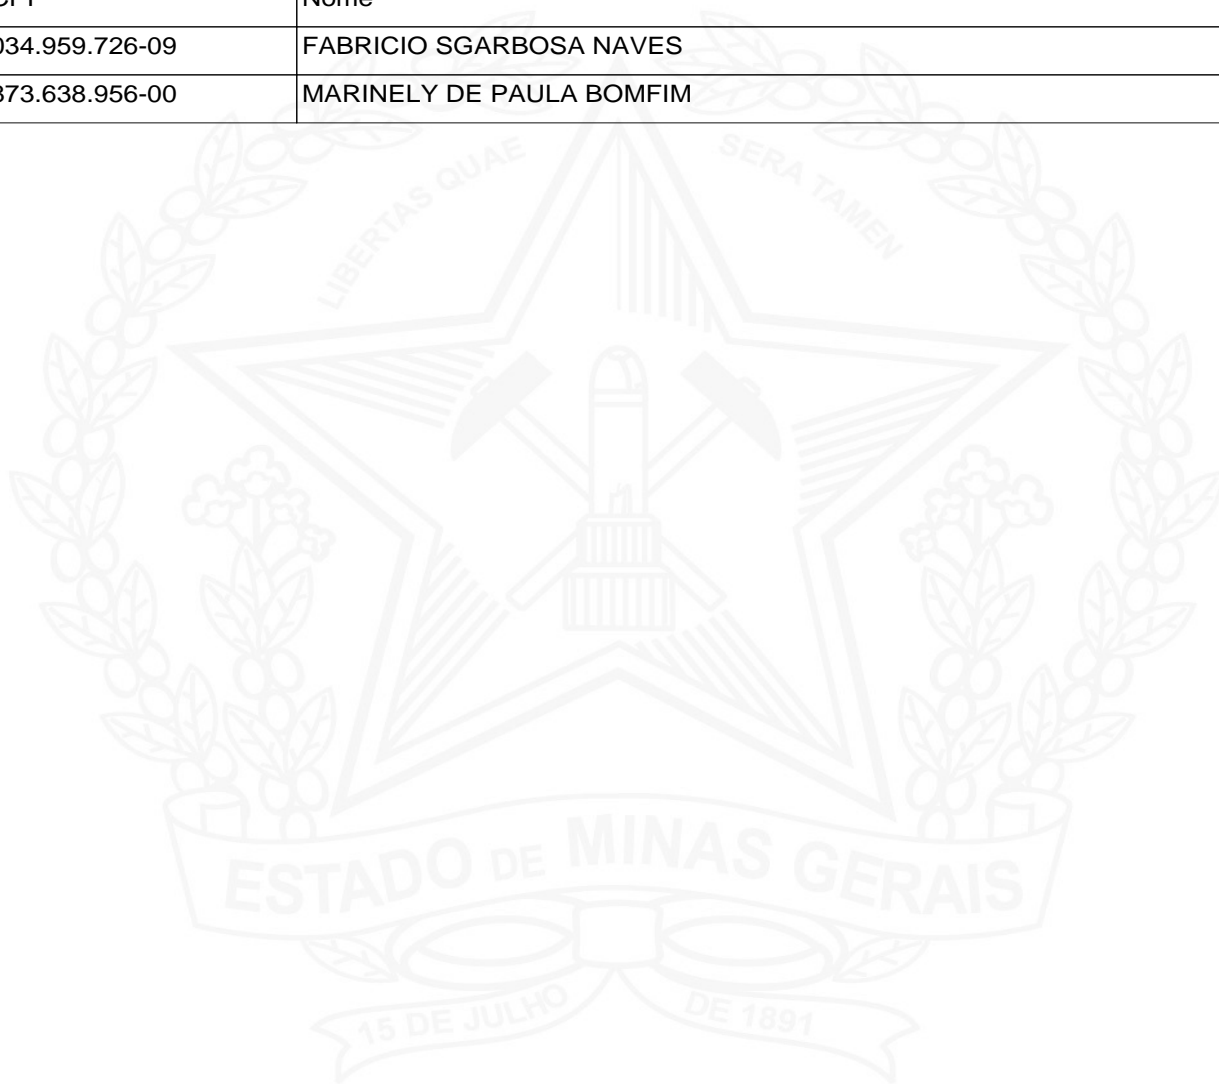 Nome
034.959.726-09 FABRICIO SGARBOSA NAVES
873.638.956-00 MARINELY DE PAULA BOMFIM
LIBERTAS QUAE SERA TAMEN
ESTADO DE MINAS GERAIS
15 DE JULHO DE 1891